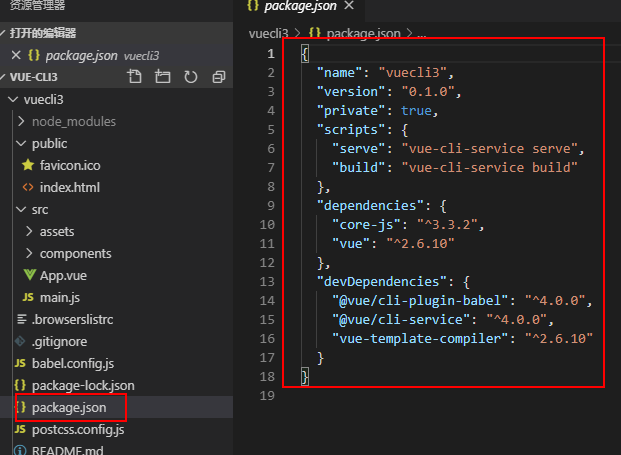 资源管理器
打开的编辑器
package.json vuecli3
VUE-CLI3
vuecli3
node_modules
public
favicon.ico
index.html
src
assets
components
App.vue
main.js
.browserslistrc
.gitignore
babel.config.js
package-lock.json
package.json
postcss.config.js
README.md
package.json
vuecli3 > package.json > ...
1 {
2 "name": "vuecli3",
3 "version": "0.1.0",
4 "private": true,
5 "scripts": {
6 "serve": "vue-cli-service serve",
7 "build": "vue-cli-service build"
8 },
9 "dependencies": {
10 "core-js": "^3.3.2",
11 "vue": "^2.6.10"
12 },
13 "devDependencies": {
14 "@vue/cli-plugin-babel": "^4.0.0",
15 "@vue/cli-service": "^4.0.0",
16 "vue-template-compiler": "^2.6.10"
17 }
18 }
19